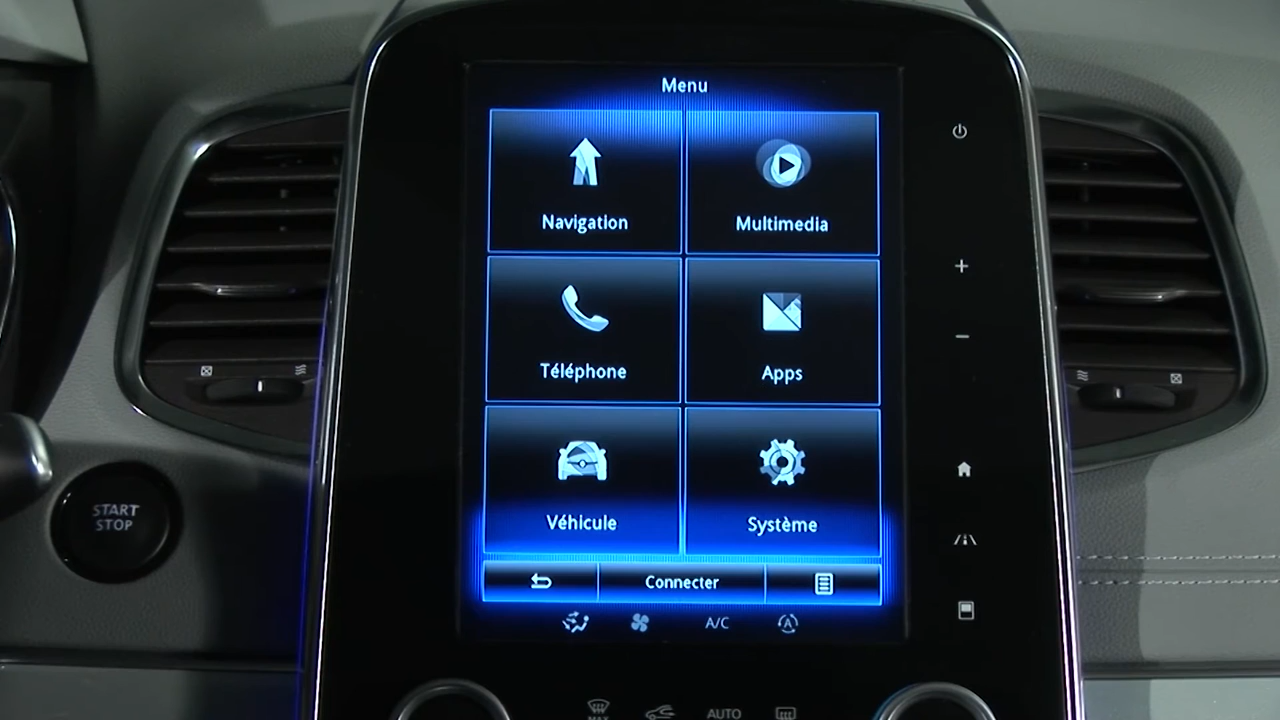 Menu
Navigation
Multimedia
Téléphone
Apps
Véhicule
Système
Connecter
A/C
A
START
STOP
MAX
AUTO